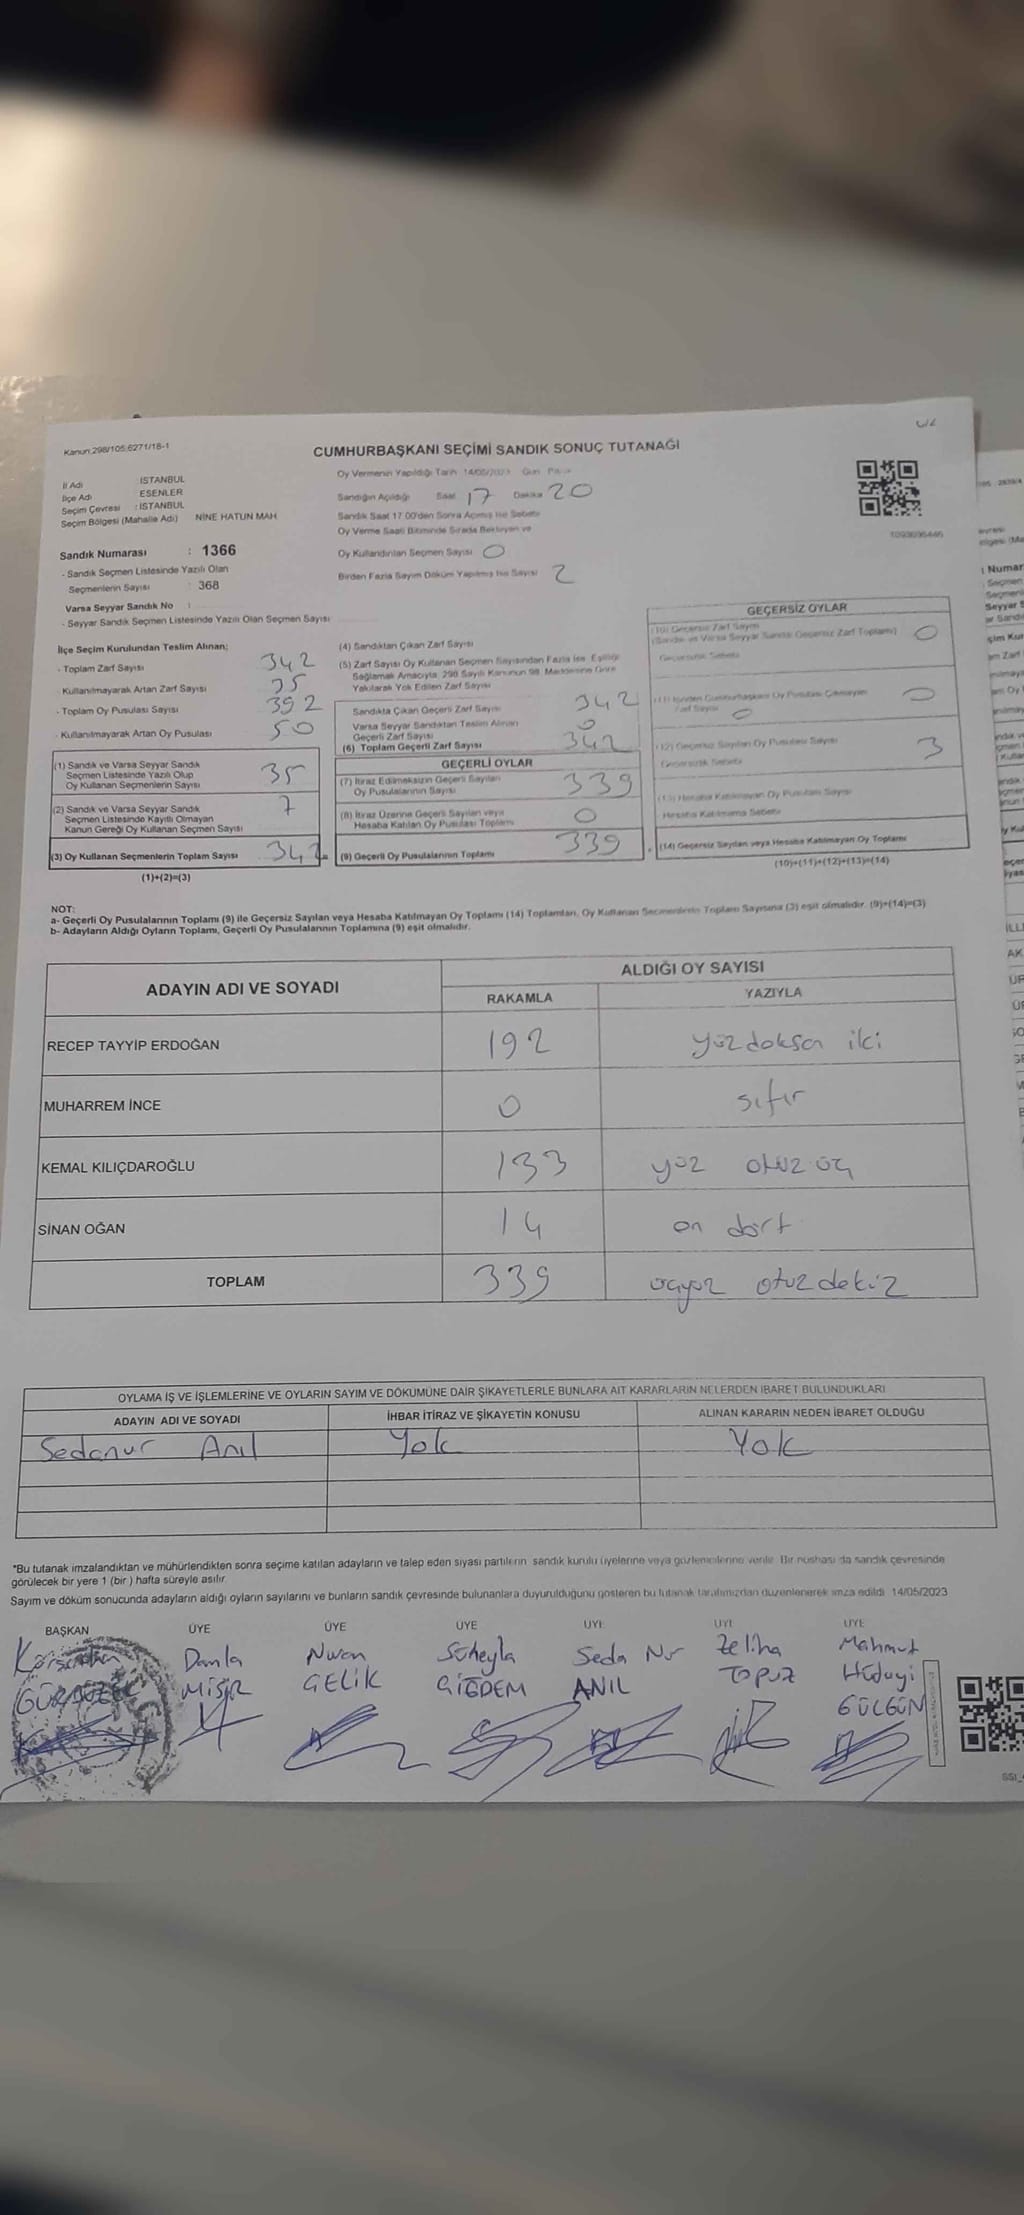 Kanun:298/105,6271/18-1
CUMHURBAŞKANI SEÇİMİ SANDIK SONUÇ TUTANAĞI
İl Adı İSTANBUL
İlçe Adı ESENLER
Seçim Çevresi : İSTANBUL
Seçim Bölgesi (Mahalle Adı) NİNE HATUN MAH
Sandık Numarası : 1366
- Sandık Seçmen Listesinde Yazılı Olan
Seçmenlerin Sayısı : 368
Varsa Seyyar Sandık No :
- Seyyar Sandık Seçmen Listesinde Yazılı Olan Seçmen Sayısı
Oy Vermenin Yapıldığı Tarih 14/05/2023 Gün Pazar
Sandığın Açıldığı Saat 17 Dakika 20
Sandık Saat 17:00'den Sonra Açılmış İse Sebebi
Oy Verme Saati Bitiminde Sırada Bekleyen ve
Oy Kullandırılan Seçmen Sayısı 0
Birden Fazla Sayım Döküm Yapılmış İse Sayısı 2
İlçe Seçim Kurulundan Teslim Alınan;
- Toplam Zarf Sayısı 342
- Kullanılmayarak Artan Zarf Sayısı 25
- Toplam Oy Pusulası Sayısı 392
- Kullanılmayarak Artan Oy Pusulası 50
(1) Sandık ve Varsa Seyyar Sandık
Seçmen Listesinde Yazılı Olup
Oy Kullanan Seçmenlerin Sayısı 35
(2) Sandık ve Varsa Seyyar Sandık
Seçmen Listesinde Kayıtlı Olmayan
Kanun Gereği Oy Kullanan Seçmen Sayısı 7
(3) Oy Kullanan Seçmenlerin Toplam Sayısı 342
(1)+(2)=(3)
(4) Sandıktan Çıkan Zarf Sayısı
(5) Zarf Sayısı Oy Kullanan Seçmen Sayısından Fazla İse, Eşitliği
Sağlamak Amacıyla, 298 Sayılı Kanunun 98. Maddesine Göre
Yakılarak Yok Edilen Zarf Sayısı
Sandıkta Çıkan Geçerli Zarf Sayısı 342
Varsa Seyyar Sandıktan Teslim Alınan
Geçerli Zarf Sayısı 0
(6) Toplam Geçerli Zarf Sayısı 342
GEÇERLİ OYLAR
(7) İtiraz Edilmeksizin Geçerli Sayılan
Oy Pusulalarının Sayısı 339
(8) İtiraz Üzerine Geçerli Sayılan veya
Hesaba Katılan Oy Pusulası Toplamı 0
(9) Geçerli Oy Pusulalarının Toplamı 339
GEÇERSİZ OYLAR
(10) Geçersiz Zarf Sayısı
(Sandık ve Varsa Seyyar Sandık Geçersiz Zarf Toplamı) 0
Geçersizlik Sebebi
(11) İçinden Cumhurbaşkanı Oy Pusulası Çıkmayan
Zarf Sayısı 0 0
(12) Geçersiz Sayılan Oy Pusulası Sayısı 3
Geçersizlik Sebebi
(13) Hesaba Katılmayan Oy Pusulası Sayısı
Hesaba Katılmama Sebebi
(14) Geçersiz Sayılan veya Hesaba Katılmayan Oy Toplamı
(10)+(11)+(12)+(13)=(14)
NOT:
a- Geçerli Oy Pusulalarının Toplamı (9) ile Geçersiz Sayılan veya Hesaba Katılmayan Oy Toplamı (14) Toplamları, Oy Kullanan Seçmenlerin Toplam Sayısına (3) eşit olmalıdır. (9)+(14)=(3)
b- Adayların Aldığı Oyların Toplamı, Geçerli Oy Pusulalarının Toplamına (9) eşit olmalıdır.
ADAYIN ADI VE SOYADI ALDIĞI OY SAYISI
RAKAMLA YAZIYLA
RECEP TAYYİP ERDOĞAN 192 yüzdoksan iki
MUHARREM İNCE 0 sıfır
KEMAL KILIÇDAROĞLU 133 yüz otuz üç
SİNAN OĞAN 14 on dört
TOPLAM 339 üçyüz otuzdokuz
OYLAMA İŞ VE İŞLEMLERİNE VE OYLARIN SAYIM VE DÖKÜMÜNE DAİR ŞİKAYETLERLE BUNLARA AİT KARARLARIN NELERDEN İBARET BULUNDUKLARI
ADAYIN ADI VE SOYADI İHBAR İTİRAZ VE ŞİKAYETİN KONUSU ALINAN KARARIN NEDEN İBARET OLDUĞU
Sedanur Anıl Yok Yok
*Bu tutanak imzalandıktan ve mühürlendikten sonra seçime katılan adayların ve talep eden siyasi partilerin sandık kurulu üyelerine veya gözlemcilerine verilir. Bir nüshası da sandık çevresinde
görülecek bir yere 1 (bir) hafta süreyle asılır.
Sayım ve döküm sonucunda adayların aldığı oyların sayılarını ve bunların sandık çevresinde bulunanlara duyurulduğunu gösteren bu tutanak tarafımızdan düzenlenerek imza edildi. 14/05/2023
BAŞKAN ÜYE ÜYE ÜYE ÜYE ÜYE ÜYE
Damla Nuran Süheyla Seda Nur Zeliha Mahmut
MISIR ÇELİK ÇİĞDEM ANIL TOPUZ Hüdayi
GÜLGÜN